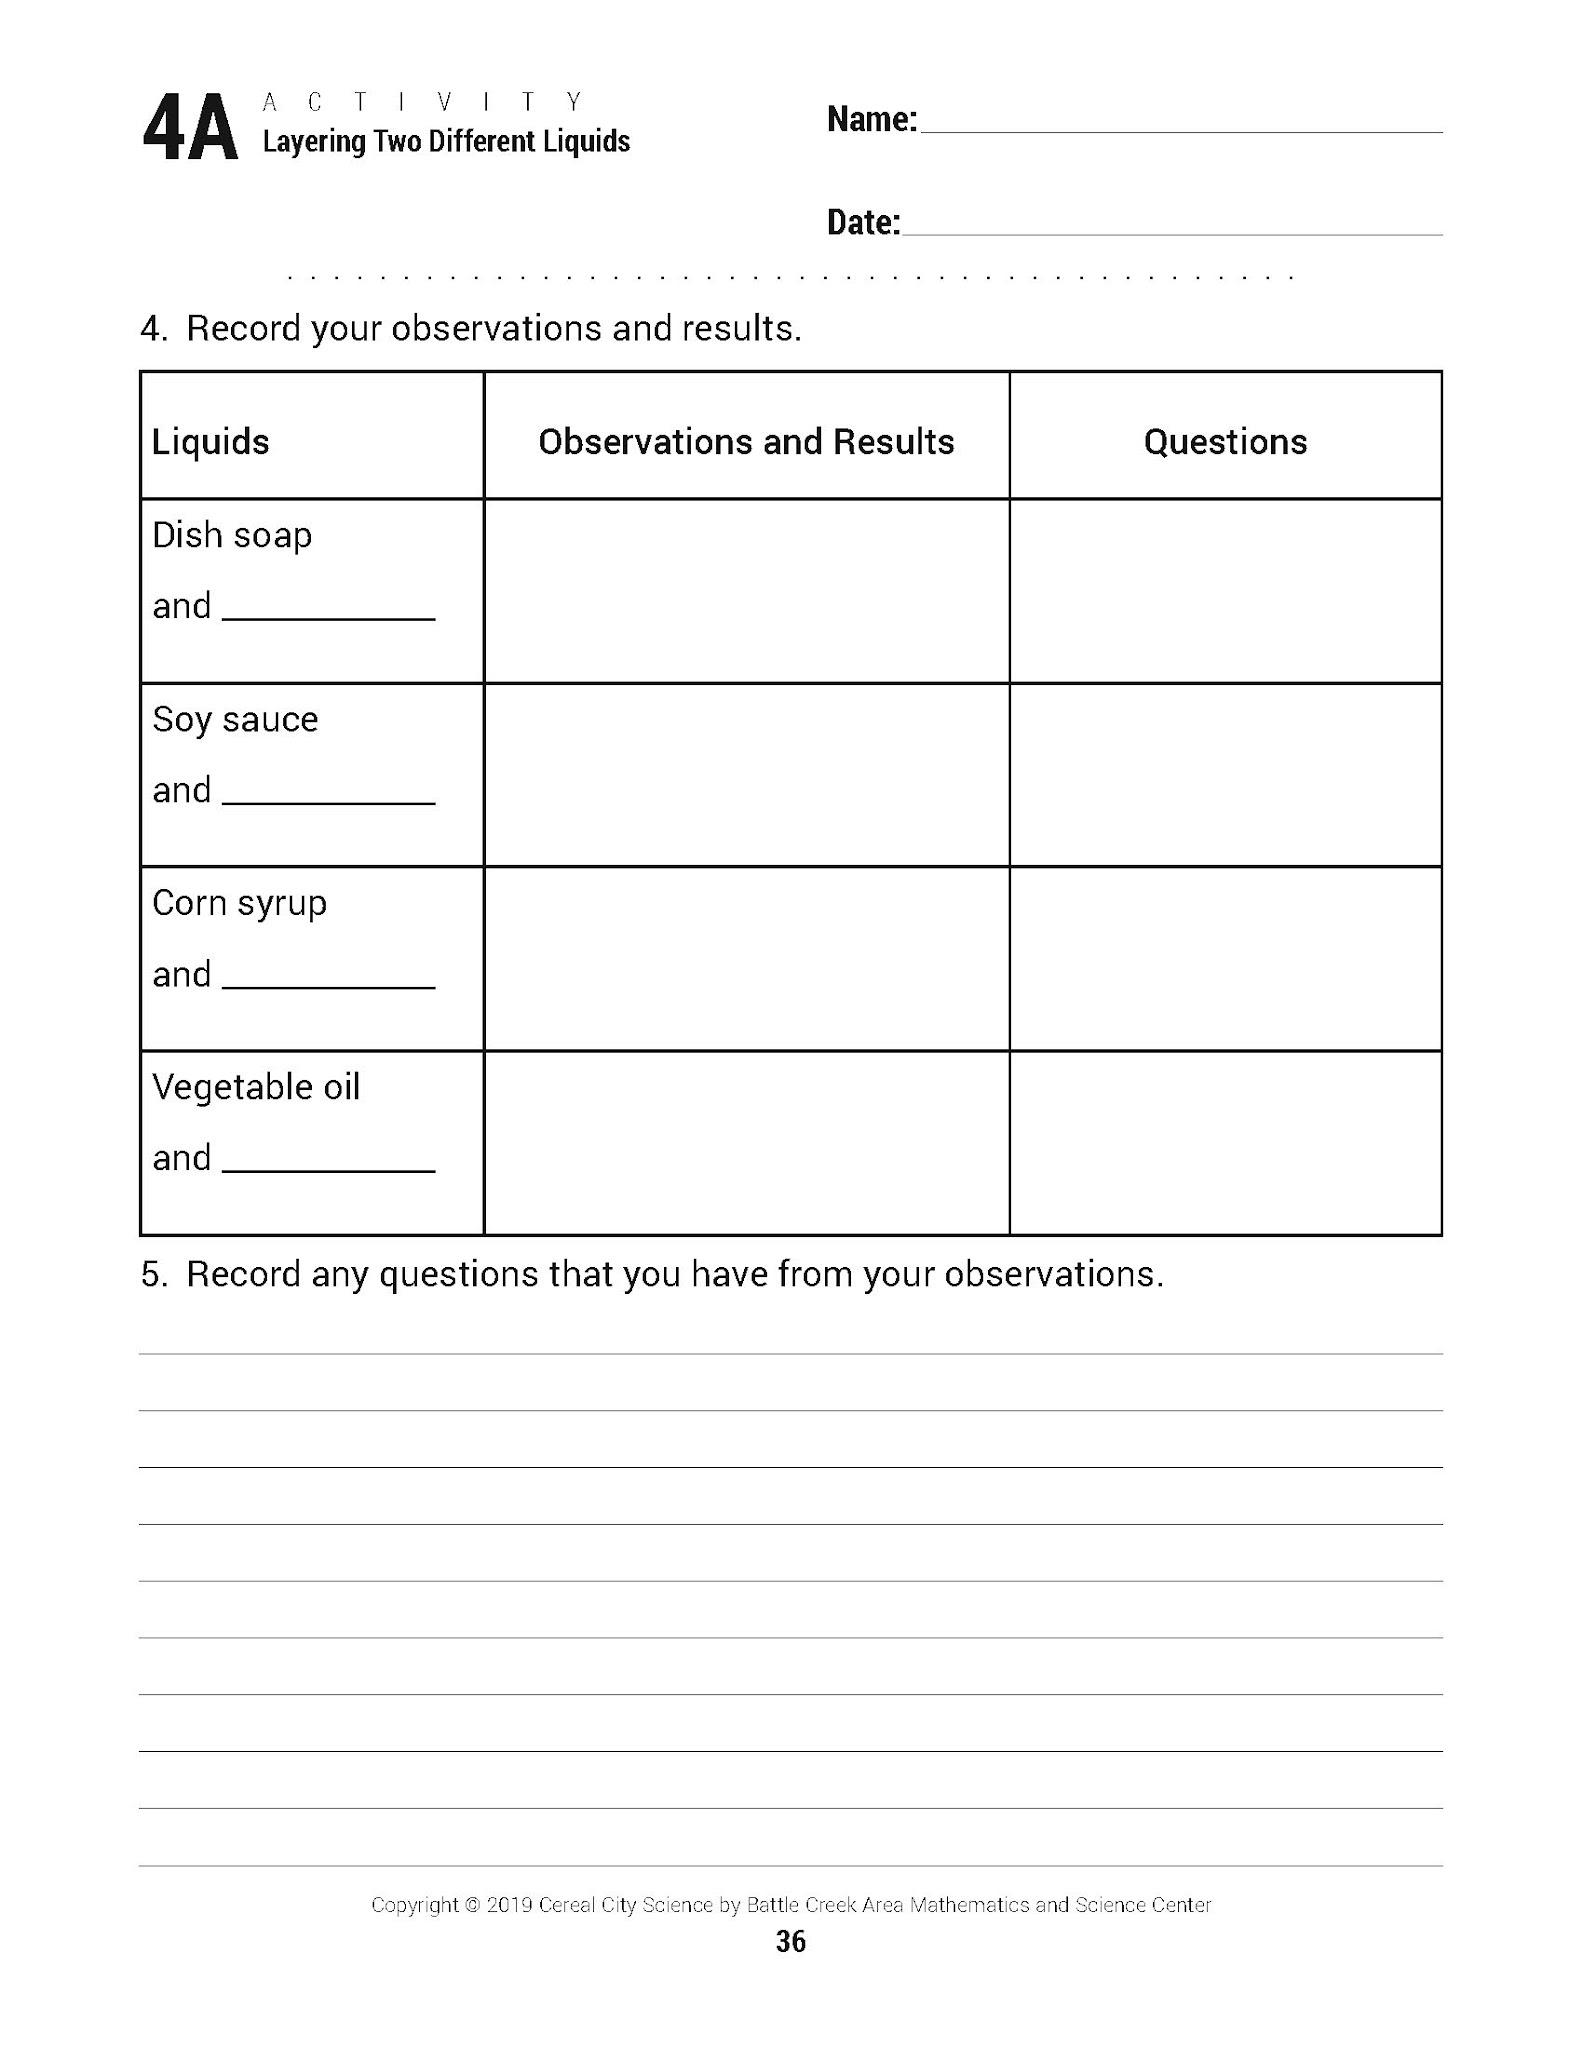 4A
A C T I V I T Y
Layering Two Different Liquids
Name:
Date:
4. Record your observations and results.
Liquids
Observations and Results
Questions
Dish soap
and
Soy sauce
and
Corn syrup
and
Vegetable oil
and
5. Record any questions that you have from your observations.
Copyright © 2019 Cereal City Science by Battle Creek Area Mathematics and Science Center
36